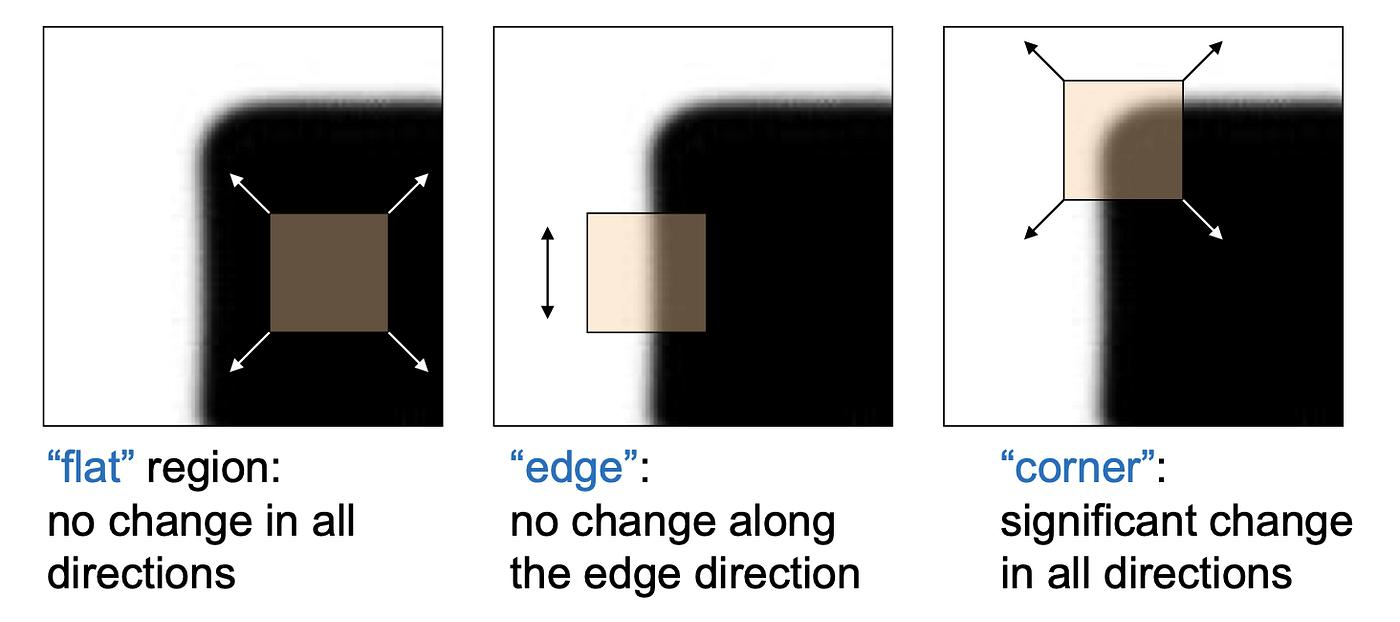 “flat” region:
no change in all
directions
“edge”:
no change along
the edge direction
“corner”:
significant change
in all directions